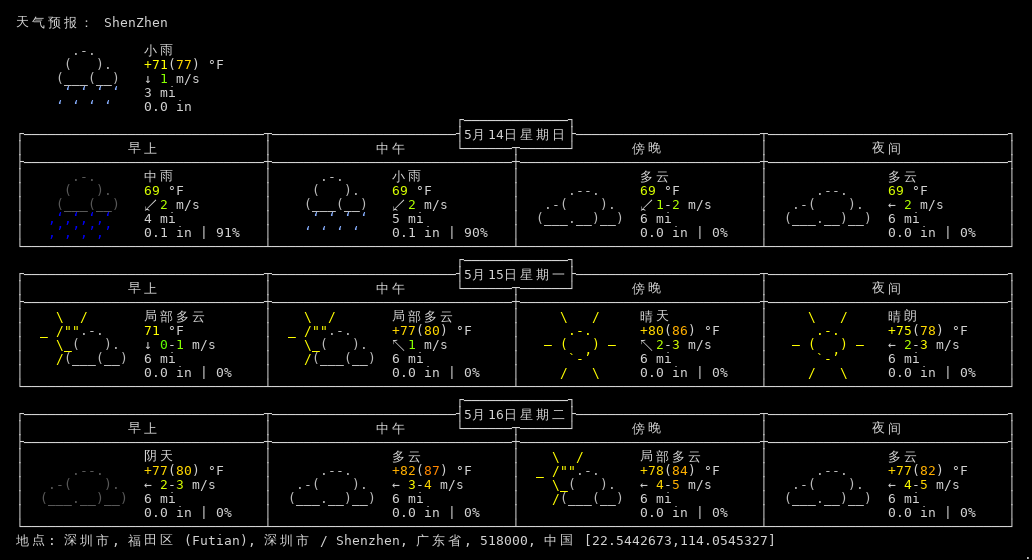 天气预报： ShenZhen
小雨
+71(77) °F
↓ 1 m/s
3 mi
0.0 in
5月14日星期日
早上 中午 傍晚 夜间
中雨 小雨 多云 多云
69 °F 69 °F 69 °F 69 °F
↙ 2 m/s ↙ 2 m/s ↙ 1-2 m/s ← 2 m/s
4 mi 5 mi 6 mi 6 mi
0.1 in | 91% 0.1 in | 90% 0.0 in | 0% 0.0 in | 0%
5月15日星期一
早上 中午 傍晚 夜间
局部多云 局部多云 晴天 晴朗
71 °F +77(80) °F +80(86) °F +75(78) °F
↓ 0-1 m/s ↖ 1 m/s ↖ 2-3 m/s ← 2-3 m/s
6 mi 6 mi 6 mi 6 mi
0.0 in | 0% 0.0 in | 0% 0.0 in | 0% 0.0 in | 0%
5月16日星期二
早上 中午 傍晚 夜间
阴天 多云 局部多云 多云
+77(80) °F +82(87) °F +78(84) °F +77(82) °F
← 2-3 m/s ← 3-4 m/s ← 4-5 m/s ← 4-5 m/s
6 mi 6 mi 6 mi 6 mi
0.0 in | 0% 0.0 in | 0% 0.0 in | 0% 0.0 in | 0%
地点: 深圳市, 福田区 (Futian), 深圳市 / Shenzhen, 广东省, 518000, 中国 [22.5442673,114.0545327]